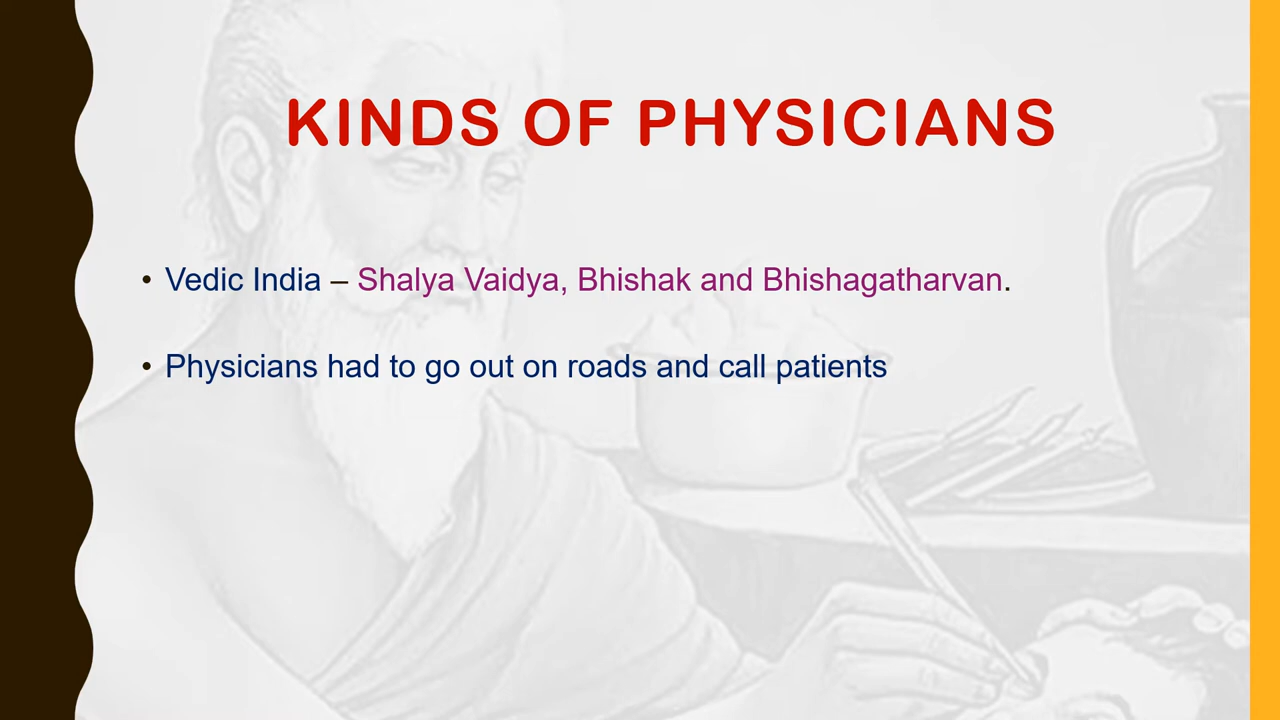 KINDS OF PHYSICIANS
• Vedic India – Shalya Vaidya, Bhishak and Bhishagatharvan.
• Physicians had to go out on roads and call patients